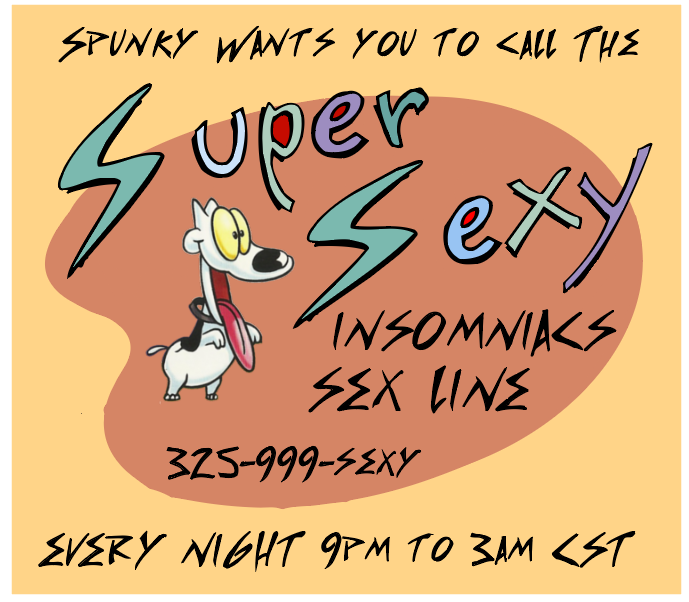 SPUNKY WANTS YOU TO CALL THE
Super
Sexy
INSOMNIACS
SEX LINE
325-999-SEXY
EVERY NIGHT 9PM TO 3AM CST